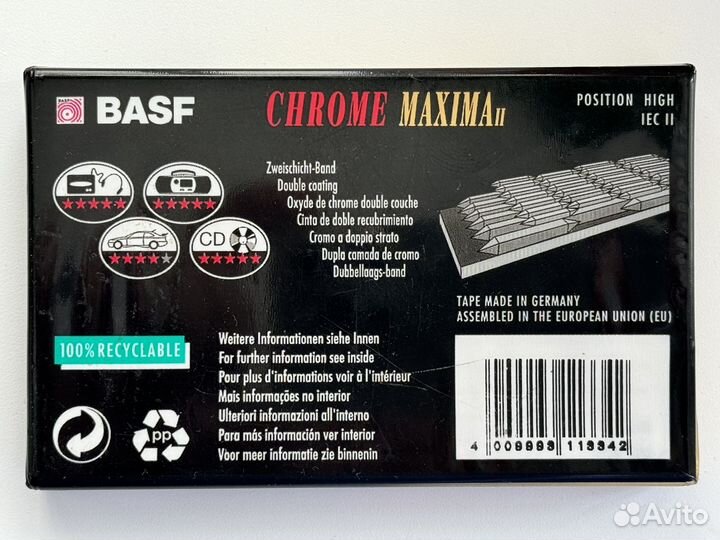 BASF BASF CHROME MAXIMA II
POSITION HIGH
IEC II
CD
Zweischicht-Band
Double coating
Oxyde de chrome double couche
Cinta de doble recubrimiento
Cromo a doppio strato
Dupla camada de cromo
Dubbellaags-band
TAPE MADE IN GERMANY
ASSEMBLED IN THE EUROPEAN UNION (EU)
100% RECYCLABLE
Weitere Informationen siehe Innen
For further information see inside
Pour plus d'informations voir à l'intérieur
Mais informações no interior
Ulteriori informazioni all'interno
Para más información ver interior
Voor meer informatie zie binnenin
PP
4 009993 113342
Avito